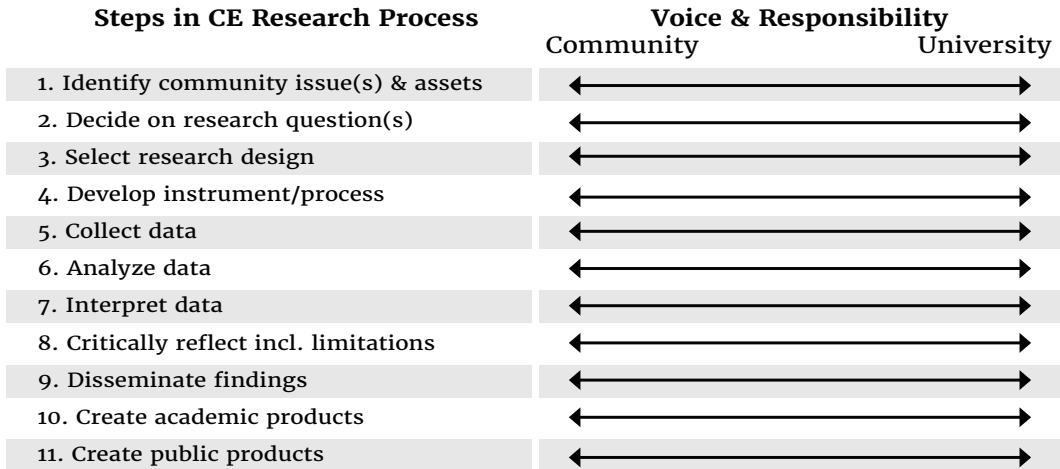 Steps in CE Research Process
Voice & Responsibility
Community University
1. Identify community issue(s) & assets
2. Decide on research question(s)
3. Select research design
4. Develop instrument/process
5. Collect data
6. Analyze data
7. Interpret data
8. Critically reflect incl. limitations
9. Disseminate findings
10. Create academic products
11. Create public products